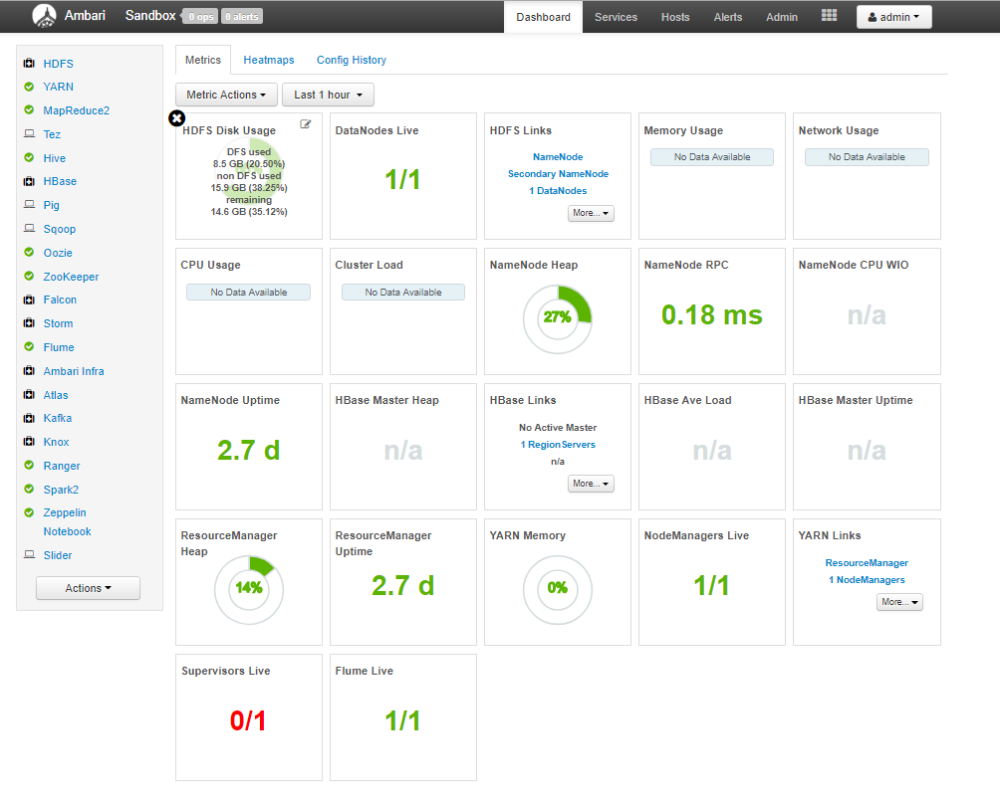 Ambari Sandbox 0 ops 0 alerts Dashboard Services Hosts Alerts Admin admin
HDFS
YARN
MapReduce2
Tez
Hive
HBase
Pig
Sqoop
Oozie
ZooKeeper
Falcon
Storm
Flume
Ambari Infra
Atlas
Kafka
Knox
Ranger
Spark2
Zeppelin
Notebook
Slider
Actions
Metrics Heatmaps Config History
Metric Actions Last 1 hour
HDFS Disk Usage
DFS used
8.5 GB (20.50%)
non DFS used
15.9 GB (38.25%)
remaining
14.6 GB (35.12%)
DataNodes Live
1/1
HDFS Links
NameNode
Secondary NameNode
1 DataNodes
More...
Memory Usage
No Data Available
Network Usage
No Data Available
CPU Usage
No Data Available
Cluster Load
No Data Available
NameNode Heap
27%
NameNode RPC
0.18 ms
NameNode CPU WIO
n/a
NameNode Uptime
2.7 d
HBase Master Heap
n/a
HBase Links
No Active Master
1 RegionServers
n/a
More...
HBase Ave Load
n/a
HBase Master Uptime
n/a
ResourceManager
Heap
14%
ResourceManager
Uptime
2.7 d
YARN Memory
0%
NodeManagers Live
1/1
YARN Links
ResourceManager
1 NodeManagers
More...
Supervisors Live
0/1
Flume Live
1/1